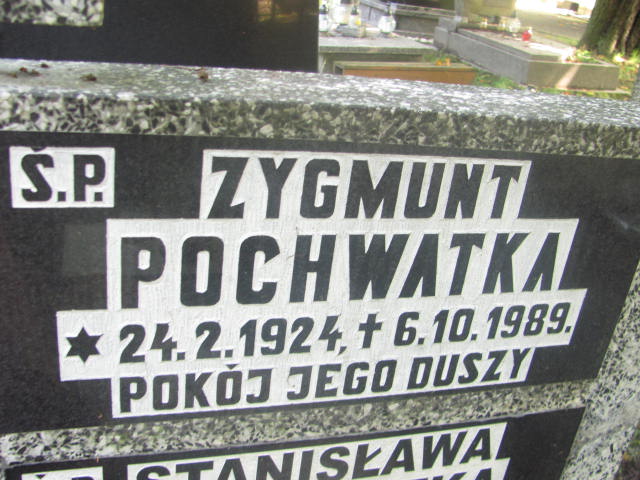 Ś.P. ZYGMUNT
POCHWATKA
✶ 24.2.1924, ✝ 6.10.1989.
POKÓJ JEGO DUSZY
Ś.P. STANISŁAWA